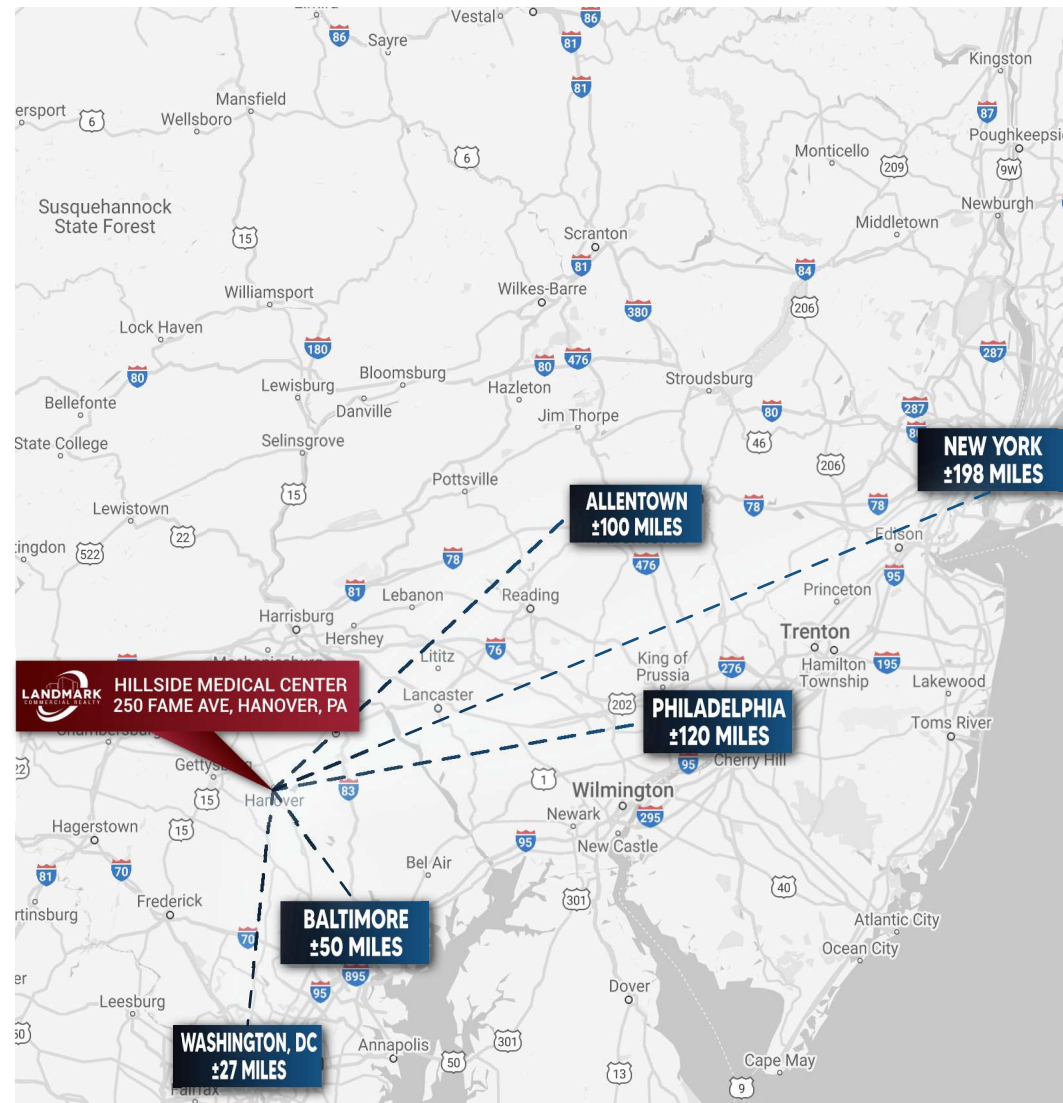 Vestal
86
86
81
Sayre
Kingston
81
Mansfield
ersport
6
Wellsboro
87
6
Monticello
209
Poughkeepsi
9W
Susquehannock
State Forest
Newburgh
Middletown
15
Scranton
81
84
Williamsport
Wilkes-Barre
206
380
Lock Haven
180
287
80
476
80
Bloomsburg
Stroudsburg
Lewisburg
Hazleton
Bellefonte
Danville
80
287
Jim Thorpe
State College
Selinsgrove
46
NEW YORK
±198 MILES
206
Pottsville
15
ALLENTOWN
±100 MILES
78
78
Lewistown
22
Edison
ingdon
522
78
476
95
81
Lebanon
Reading
Princeton
Harrisburg
Hershey
Trenton
76
Lititz
King of
Prussia
276
Hamilton
Township
195
LANDMARK
COMMERCIAL REALTY
HILLSIDE MEDICAL CENTER
250 FAME AVE, HANOVER, PA
Lancaster
Lakewood
202
PHILADELPHIA
±120 MILES
Toms River
Chambersburg
Cherry Hill
95
Gettysburg
22
1
83
Hanover
15
Wilmington
Newark
295
Hagerstown
15
95
New Castle
Bel Air
81
70
40
301
rtinsburg
Frederick
BALTIMORE
±50 MILES
Atlantic City
70
Ocean City
895
95
er
Leesburg
Dover
50
WASHINGTON, DC
±27 MILES
Annapolis
301
50
Cape May
13
9
Fairfax